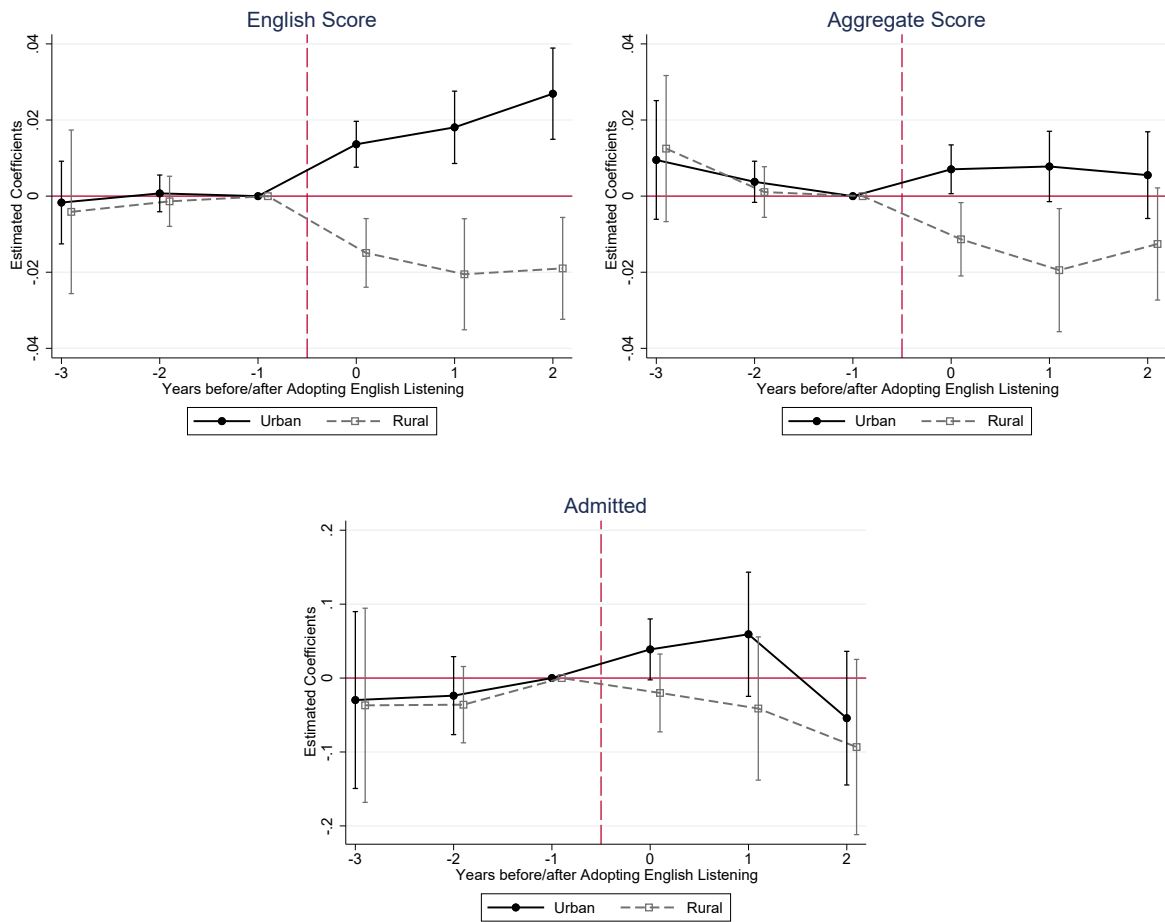 English Score
Estimated Coefficients
.04
.02
0
-.02
-.04
-3 -2 -1 0 1 2
Years before/after Adopting English Listening
Urban Rural
Aggregate Score
Estimated Coefficients
.04
.02
0
-.02
-.04
-3 -2 -1 0 1 2
Years before/after Adopting English Listening
Urban Rural
Admitted
Estimated Coefficients
.2
.1
0
-.1
-.2
-3 -2 -1 0 1 2
Years before/after Adopting English Listening
Urban Rural